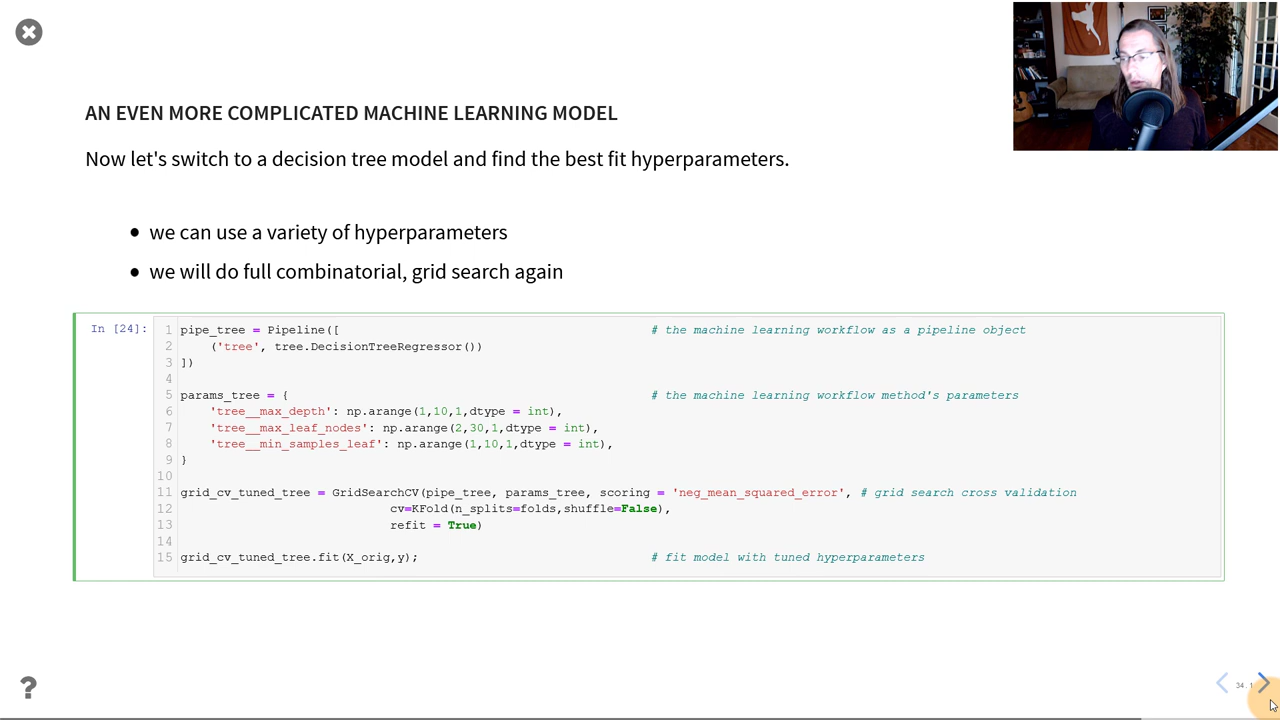 AN EVEN MORE COMPLICATED MACHINE LEARNING MODEL
Now let's switch to a decision tree model and find the best fit hyperparameters.
• we can use a variety of hyperparameters
• we will do full combinatorial, grid search again
In [24]:
1 pipe_tree = Pipeline([ # the machine learning workflow as a pipeline object
2 ('tree', tree.DecisionTreeRegressor())
3 ])
4
5 params_tree = { # the machine learning workflow method's parameters
6 'tree__max_depth': np.arange(1,10,1,dtype = int),
7 'tree__max_leaf_nodes': np.arange(2,30,1,dtype = int),
8 'tree__min_samples_leaf': np.arange(1,10,1,dtype = int),
9 }
10
11 grid_cv_tuned_tree = GridSearchCV(pipe_tree, params_tree, scoring = 'neg_mean_squared_error', # grid search cross validation
12 cv=KFold(n_splits=folds,shuffle=False),
13 refit = True)
14
15 grid_cv_tuned_tree.fit(X_orig,y); # fit model with tuned hyperparameters
?
34.1